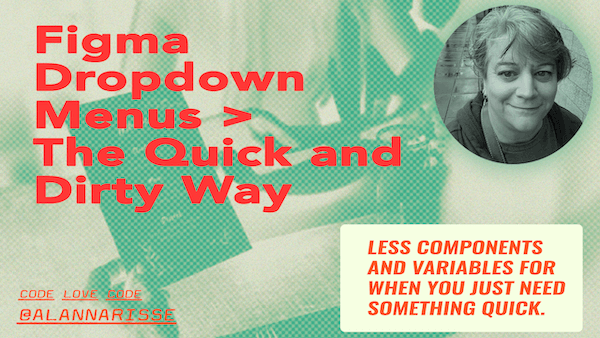 Figma
Dropdown
Menus >
The Quick and
Dirty Way
LESS COMPONENTS
AND VARIABLES FOR
WHEN YOU JUST NEED
SOMETHING QUICK.
CODE LOVE CODE
@ALANNARISSE